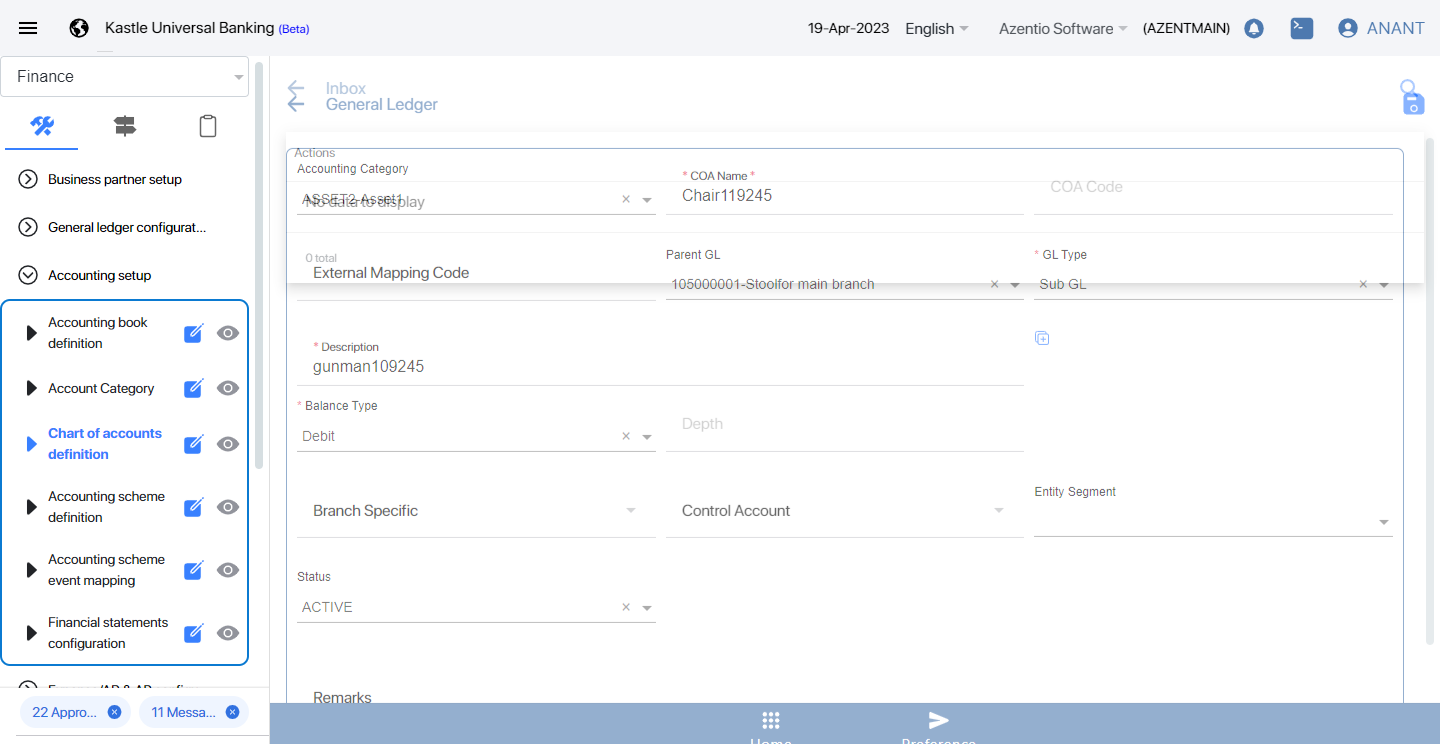 Kastle Universal Banking (Beta)
19-Apr-2023
English
Azentio Software
(AZENTMAIN)
ANANT
Finance
Business partner setup
General ledger configurat...
Accounting setup
Accounting book
definition
Account Category
Chart of accounts
definition
Accounting scheme
definition
Accounting scheme
event mapping
Financial statements
configuration
22 Appro...
11 Messa...
Inbox
General Ledger
Actions
Accounting Category
ASSET2-Asset1
No data to display
* COA Name *
Chair119245
COA Code
0 total
External Mapping Code
Parent GL
105000001-Stoolfor main branch
* GL Type
Sub GL
* Description
gunman109245
* Balance Type
Debit
Depth
Branch Specific
Control Account
Entity Segment
Status
ACTIVE
Remarks
Home
Preference